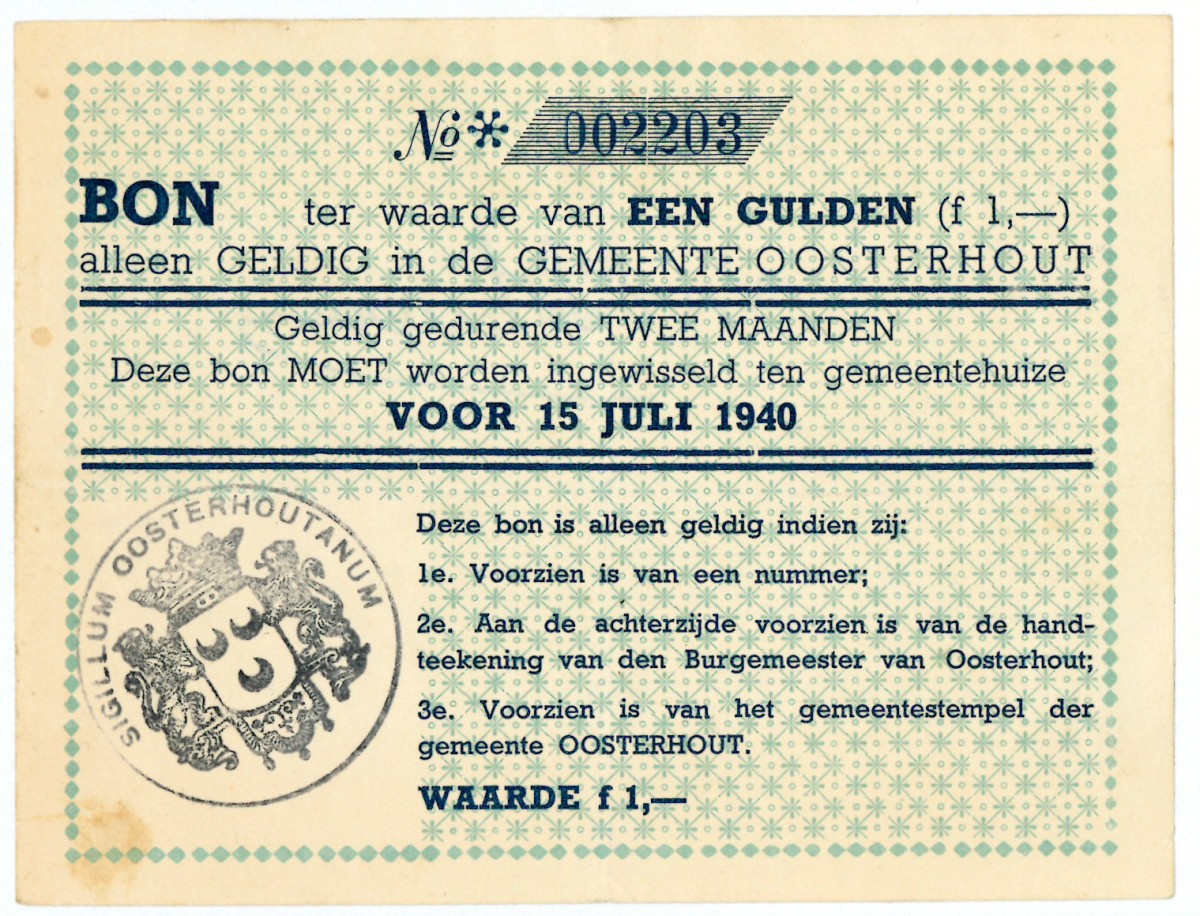 No * 002203
BON ter waarde van EEN GULDEN (f 1,—)
alleen GELDIG in de GEMEENTE OOSTERHOUT
Geldig gedurende TWEE MAANDEN
Deze bon MOET worden ingewisseld ten gemeentehuize
VOOR 15 JULI 1940
SIGILLUM OOSTERHOUTANUM
Deze bon is alleen geldig indien zij:
1e. Voorzien is van een nummer;
2e. Aan de achterzijde voorzien is van de hand-
teekening van den Burgemeester van Oosterhout;
3e. Voorzien is van het gemeentestempel der
gemeente OOSTERHOUT.
WAARDE f 1,—